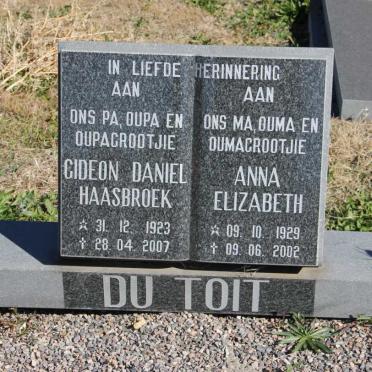 IN LIEFDE HERINNERING
AAN
ONS PA, OUPA EN
OUPAGROOTJIE
GIDEON DANIEL
HAASBROEK
☆ 31. 12. 1923
✝ 28. 04. 2007
AAN
ONS MA, OUMA EN
OUMAGROOTJIE
ANNA
ELIZABETH
☆ 09. 10. 1929
✝ 09. 06. 2002
DU TOIT